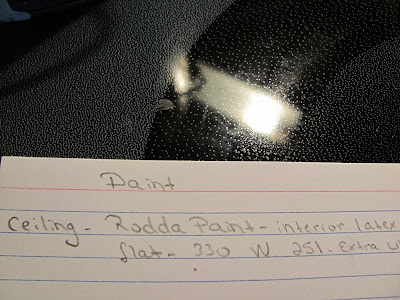 Paint
Ceiling - Rodda Paint - interior latex
flat - 330 W 251. Extra